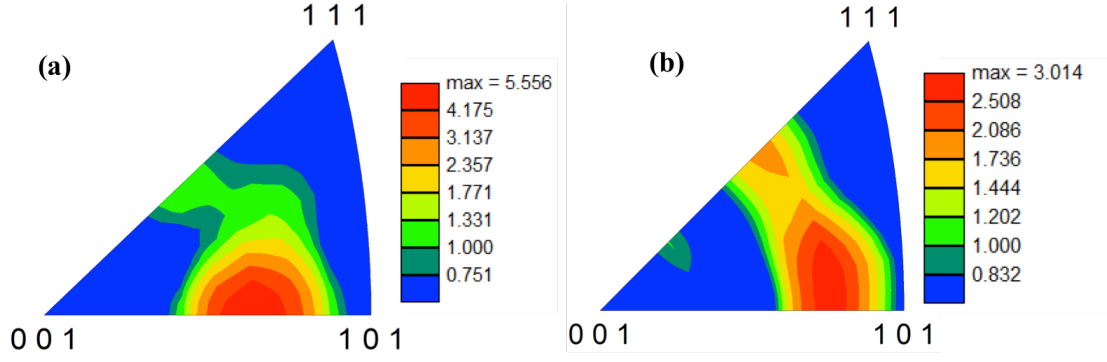 1 1 1
(a)
max = 5.556
4.175
3.137
2.357
1.771
1.331
1.000
0.751
0 0 1
1 0 1
1 1 1
(b)
max = 3.014
2.508
2.086
1.736
1.444
1.202
1.000
0.832
0 0 1
1 0 1